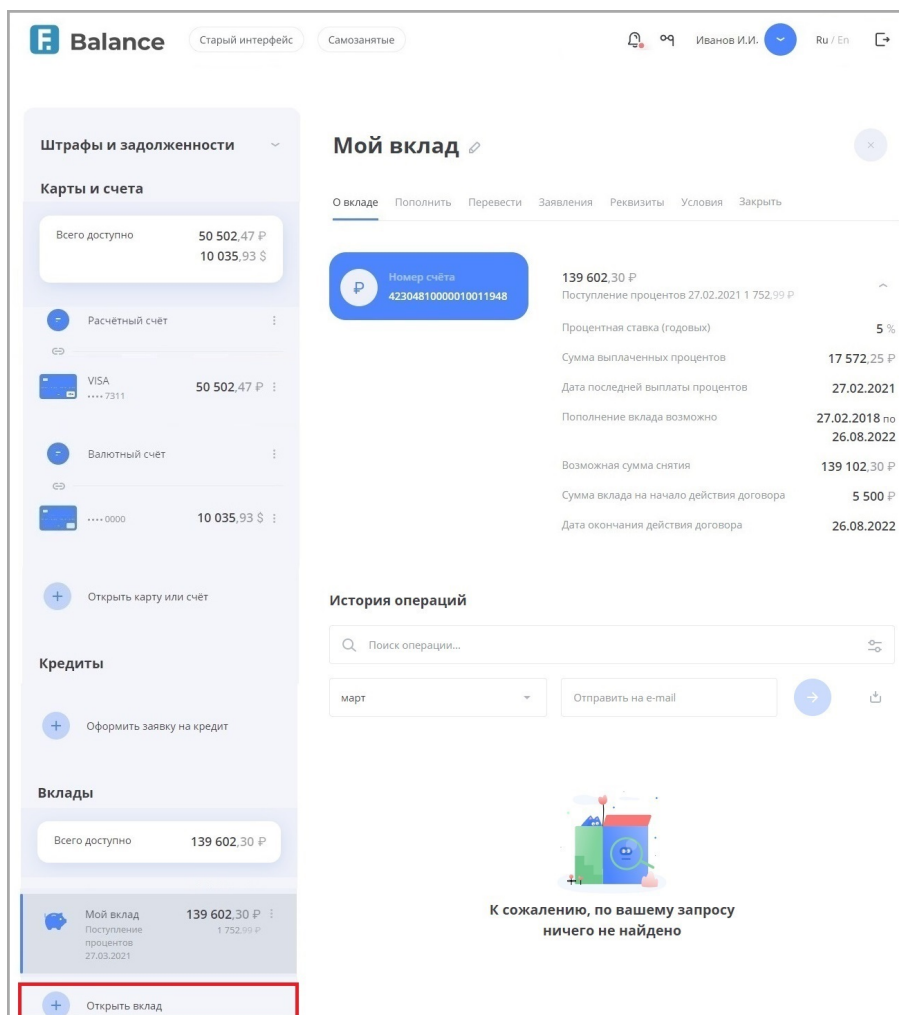 F.
Balance
Старый интерфейс
Самозанятые
Иванов И.И.
Ru / En
Штрафы и задолженности
Карты и счета
Всего доступно
50 502,47 ₽
10 035,93 $
Расчётный счёт
VISA
•••• 7311
50 502,47 ₽
Валютный счёт
•••• 0000
10 035,93 $
Открыть карту или счёт
Кредиты
Оформить заявку на кредит
Вклады
Всего доступно
139 602,30 ₽
Мой вклад
139 602,30 ₽
Поступление
1 752,99 ₽
процентов
27.03.2021
Открыть вклад
Мой вклад
О вкладе Пополнить Перевести Заявления Реквизиты Условия Закрыть
₽
Номер счёта
42304810000010011948
139 602,30 ₽
Поступление процентов 27.02.2021 1 752,99 ₽
Процентная ставка (годовых) 5 %
Сумма выплаченных процентов 17 572,25 ₽
Дата последней выплаты процентов 27.02.2021
Пополнение вклада возможно 27.02.2018 по
26.08.2022
Возможная сумма снятия 139 102,30 ₽
Сумма вклада на начало действия договора 5 500 ₽
Дата окончания действия договора 26.08.2022
История операций
Поиск операции...
март
Отправить на e-mail
К сожалению, по вашему запросу
ничего не найдено